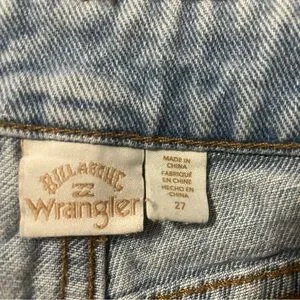 BILLABONG
Wrangler
MADE IN
CHINA
FABRIQUÉ
EN CHINE
HECHO EN
CHINA
27